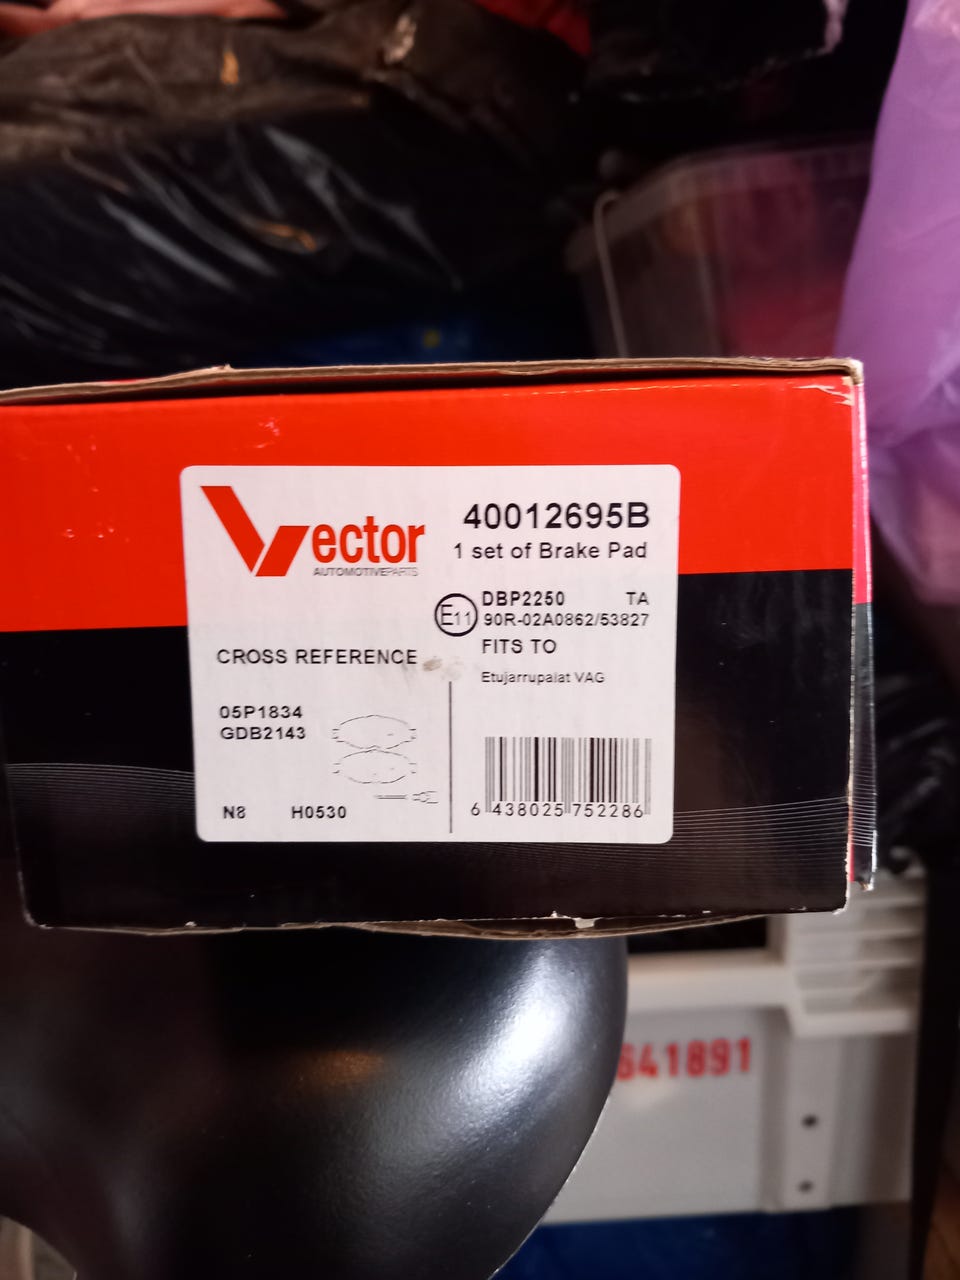 Vector
AUTOMOTIVEPARTS
40012695B
1 set of Brake Pad
E11
DBP2250 TA
90R-02A0862/53827
FITS TO
Etujarrupalat VAG
CROSS REFERENCE
05P1834
GDB2143
N8 H0530
6 438025 752286
641891